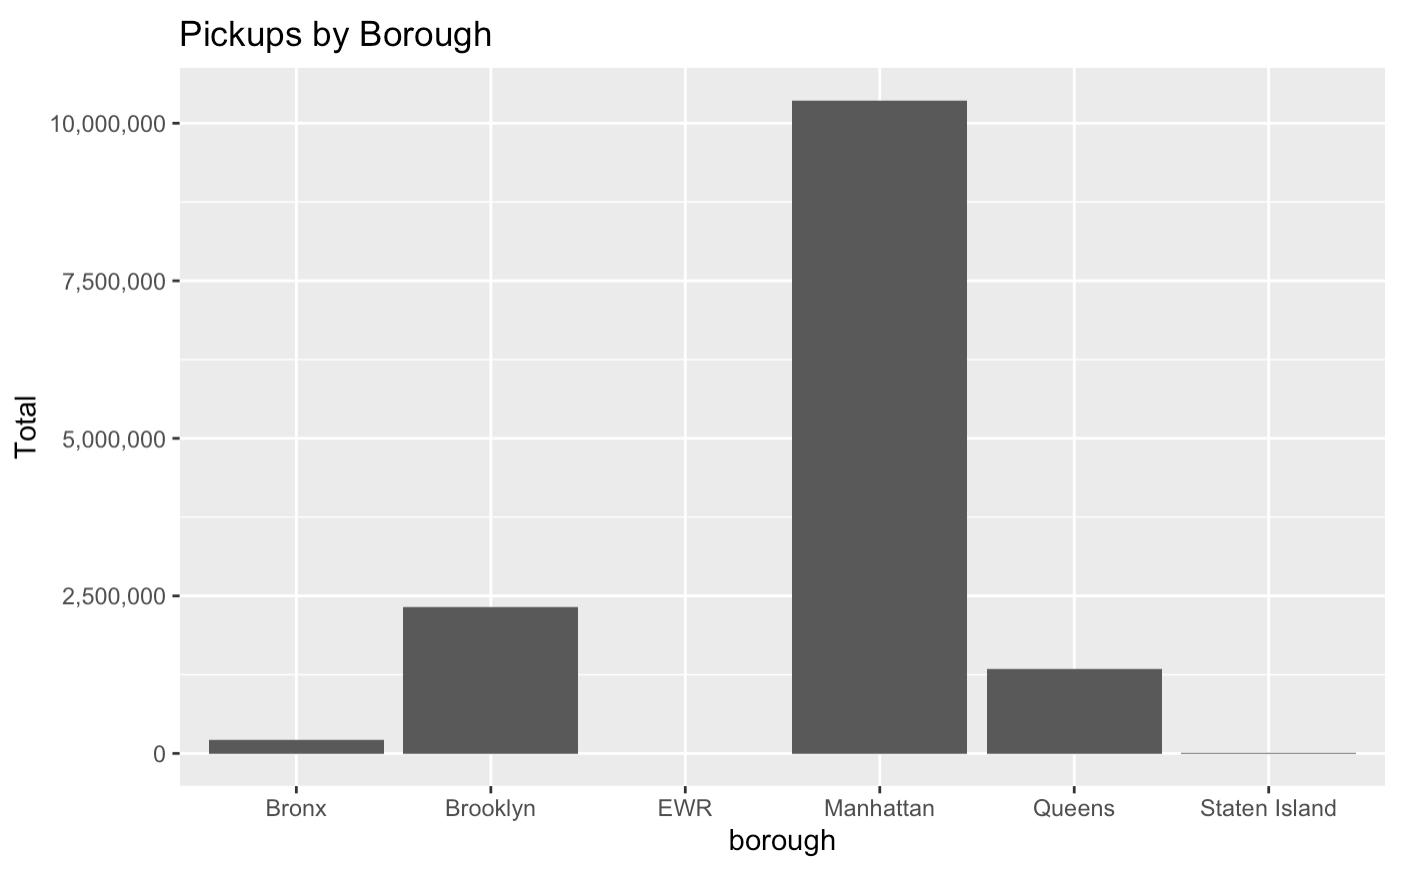 Pickups by Borough
10,000,000
7,500,000
5,000,000
2,500,000
0
Total
Bronx Brooklyn EWR Manhattan Queens Staten Island
borough